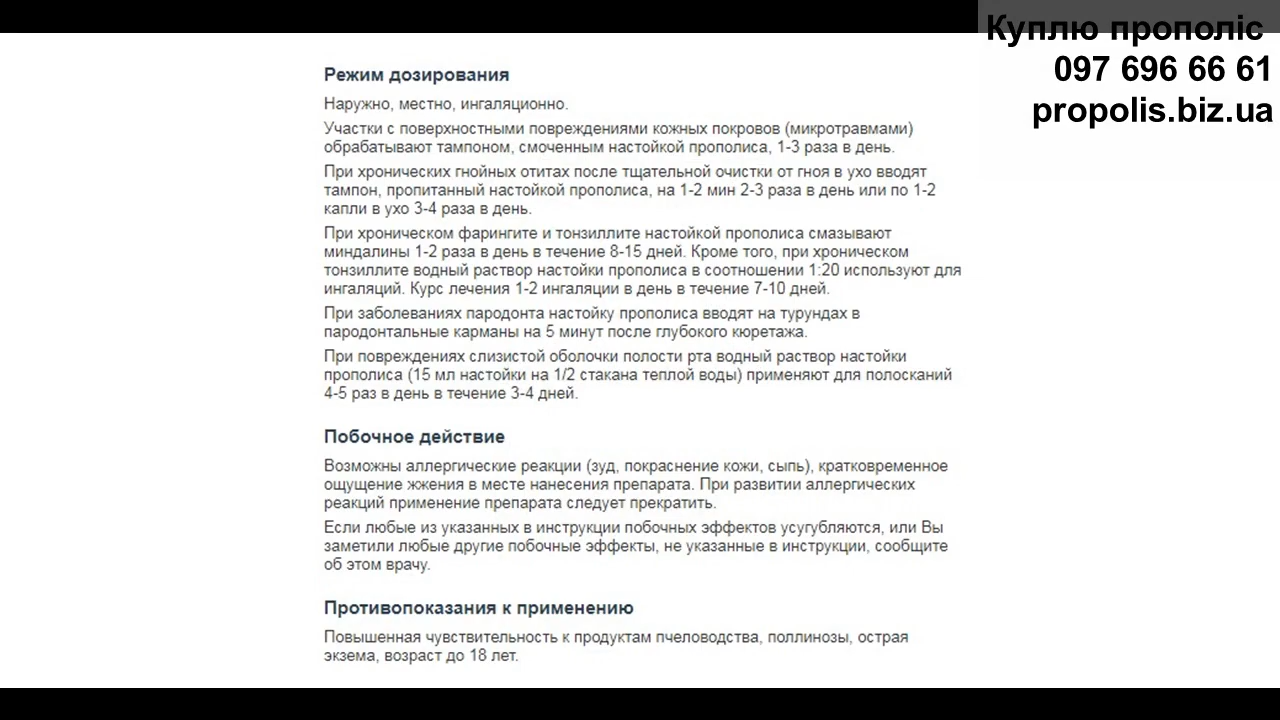 Куплю прополіс
097 696 66 61
propolis.biz.ua
Режим дозирования
Наружно, местно, ингаляционно.
Участки с поверхностными повреждениями кожных покровов (микротравмами)
обрабатывают тампоном, смоченным настойкой прополиса, 1-3 раза в день.
При хронических гнойных отитах после тщательной очистки от гноя в ухо вводят
тампон, пропитанный настойкой прополиса, на 1-2 мин 2-3 раза в день или по 1-2
капли в ухо 3-4 раза в день.
При хроническом фарингите и тонзиллите настойкой прополиса смазывают
миндалины 1-2 раза в день в течение 8-15 дней. Кроме того, при хроническом
тонзиллите водный раствор настойки прополиса в соотношении 1:20 используют для
ингаляций. Курс лечения 1-2 ингаляции в день в течение 7-10 дней.
При заболеваниях пародонта настойку прополиса вводят на турундах в
пародонтальные карманы на 5 минут после глубокого кюретажа.
При повреждениях слизистой оболочки полости рта водный раствор настойки
прополиса (15 мл настойки на 1/2 стакана теплой воды) применяют для полосканий
4-5 раз в день в течение 3-4 дней.
Побочное действие
Возможны аллергические реакции (зуд, покраснение кожи, сыпь), кратковременное
ощущение жжения в месте нанесения препарата. При развитии аллергических
реакций применение препарата следует прекратить.
Если любые из указанных в инструкции побочных эффектов усугубляются, или Вы
заметили любые другие побочные эффекты, не указанные в инструкции, сообщите
об этом врачу.
Противопоказания к применению
Повышенная чувствительность к продуктам пчеловодства, поллинозы, острая
экзема, возраст до 18 лет.